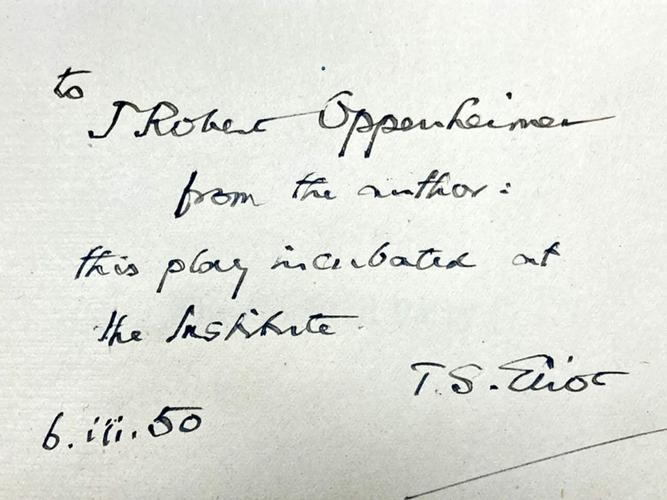 to
J Robert Oppenheimer
from the author:
this play incubated at
the Institute
T. S. Eliot
6.iii.50